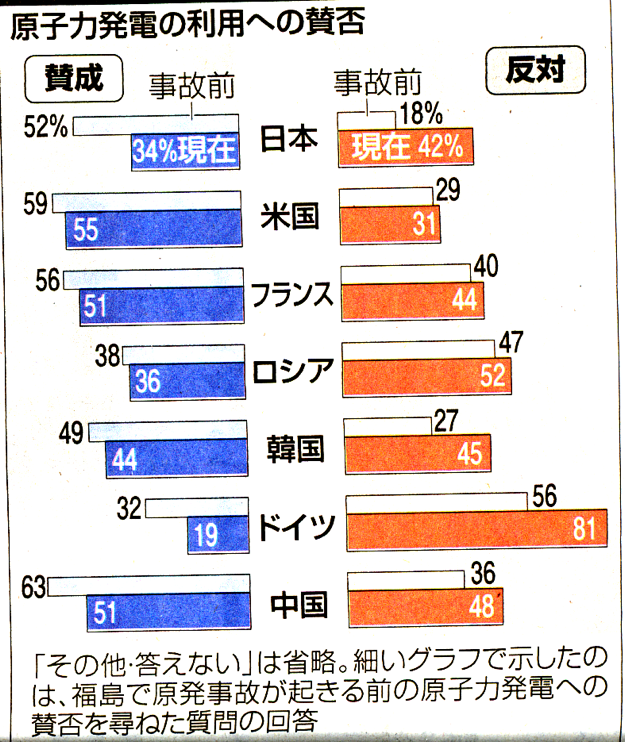 原子力発電の利用への賛否
賛成 反対
事故前 事故前
52% 日本 18%
34%現在 現在 42%
59 米国 29
55 31
56 フランス 40
51 44
38 ロシア 47
36 52
49 韓国 27
44 45
32 ドイツ 56
19 81
63 中国 36
51 48
「その他·答えない」は省略。細いグラフで示したの
は、福島で原発事故が起きる前の原子力発電への
賛否を尋ねた質問の回答